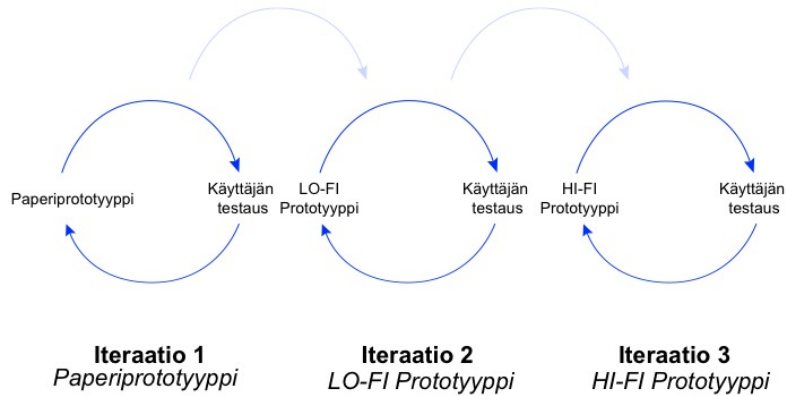 Paperiprototyyppi
Käyttäjän
testaus
LO-FI
Prototyyppi
Käyttäjän
testaus
HI-FI
Prototyyppi
Käyttäjän
testaus
Iteraatio 1
Paperiprototyyppi
Iteraatio 2
LO-FI Prototyyppi
Iteraatio 3
HI-FI Prototyyppi